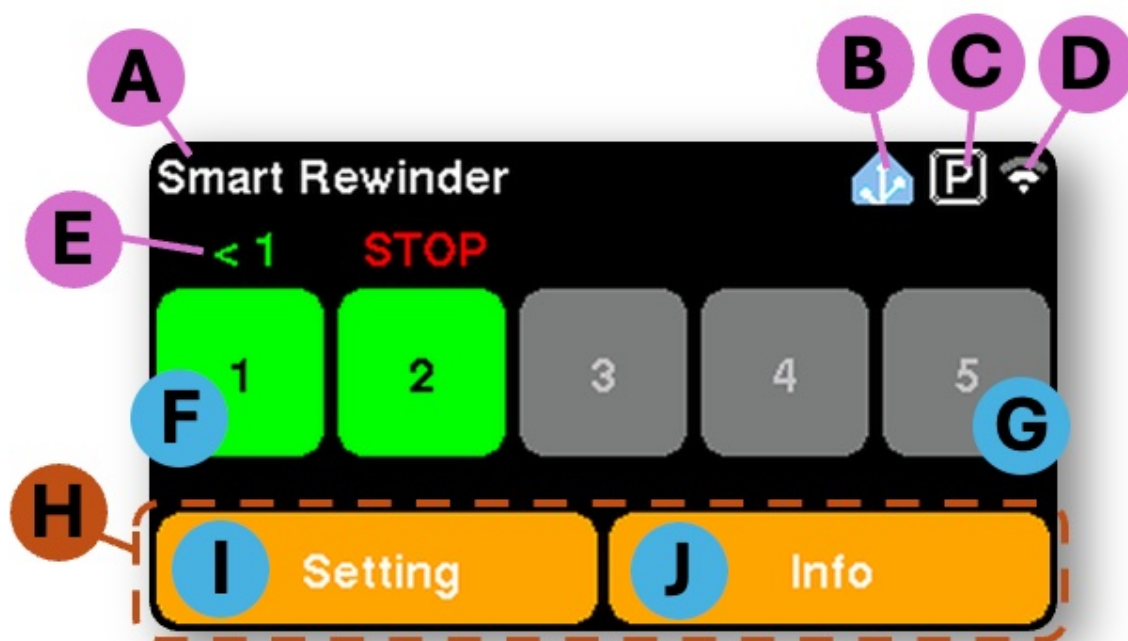 A B C D
Smart Rewinder P
E < 1 STOP
1 2 3 4 5
F G
H
I Setting J Info